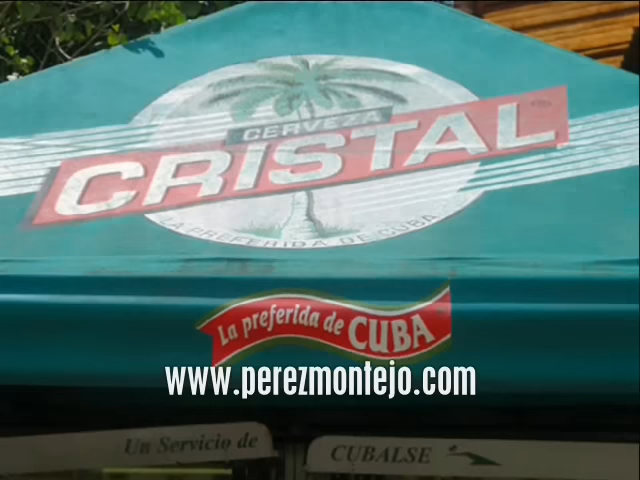 CERVEZA
CRISTAL
LA PREFERIDA DE CUBA
La preferida de CUBA
www.perezmontejo.com
Un Servicio de
CUBALSE